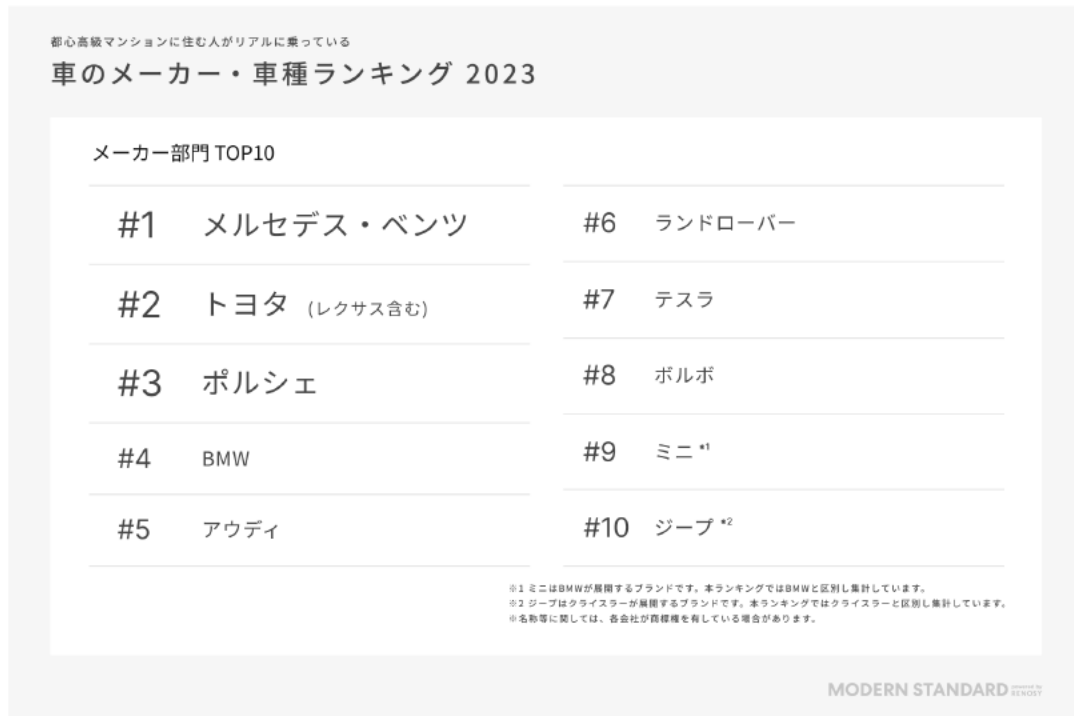 都心高級マンションに住む人がリアルに乗っている
車のメーカー・車種ランキング 2023
メーカー部門 TOP10
#1 メルセデス・ベンツ
#2 トヨタ (レクサス含む)
#3 ポルシェ
#4 BMW
#5 アウディ
#6 ランドローバー
#7 テスラ
#8 ボルボ
#9 ミニ *1
#10 ジープ *2
※1 ミニはBMWが展開するブランドです。本ランキングではBMWと区別し集計しています。
※2 ジープはクライスラーが展開するブランドです。本ランキングではクライスラーと区別し集計しています。
※名称等に関しては、各会社が商標権を有している場合があります。
MODERN STANDARD powered by RENOSY